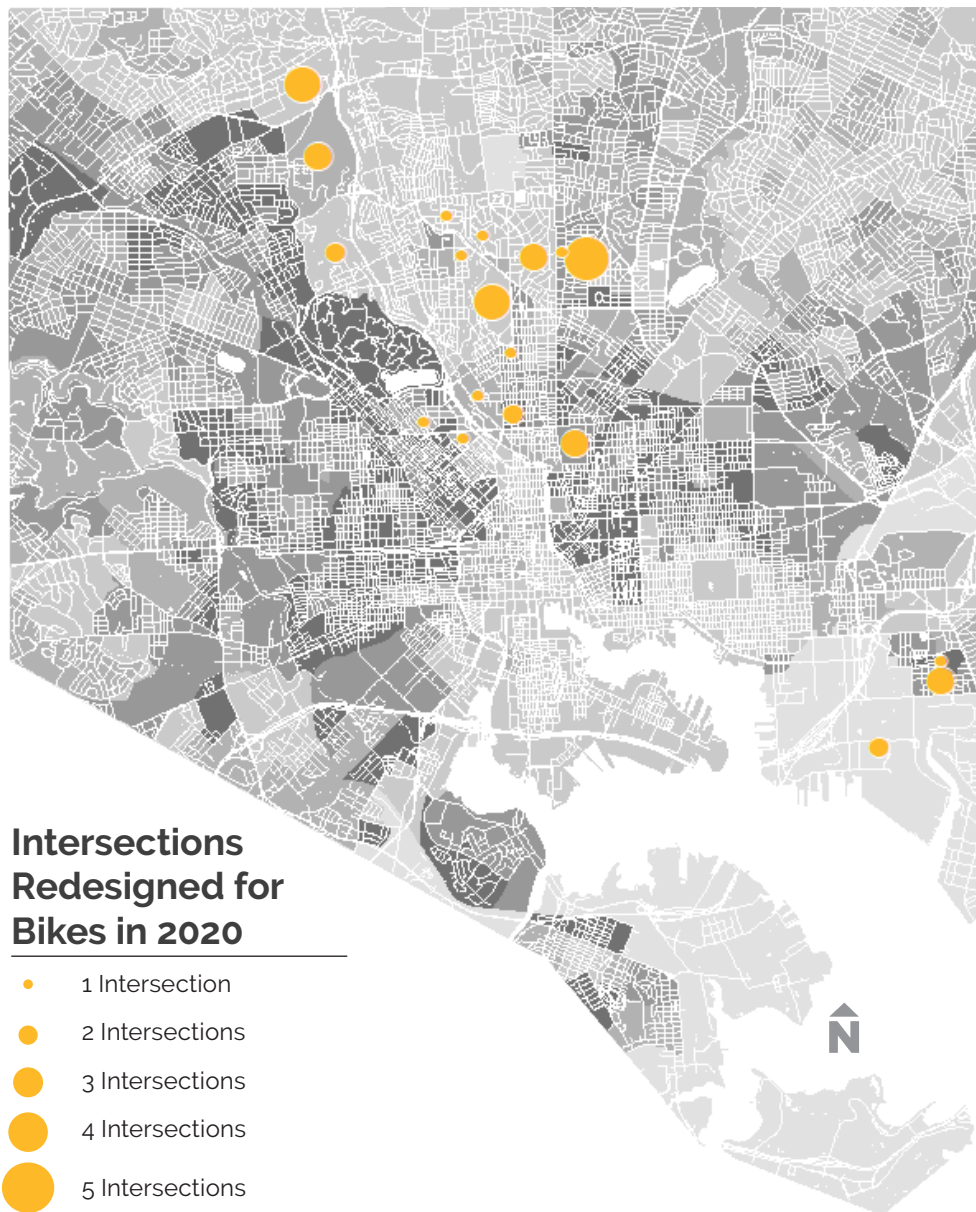 Intersections
Redesigned for
Bikes in 2020
1 Intersection
2 Intersections
3 Intersections
4 Intersections
5 Intersections
N